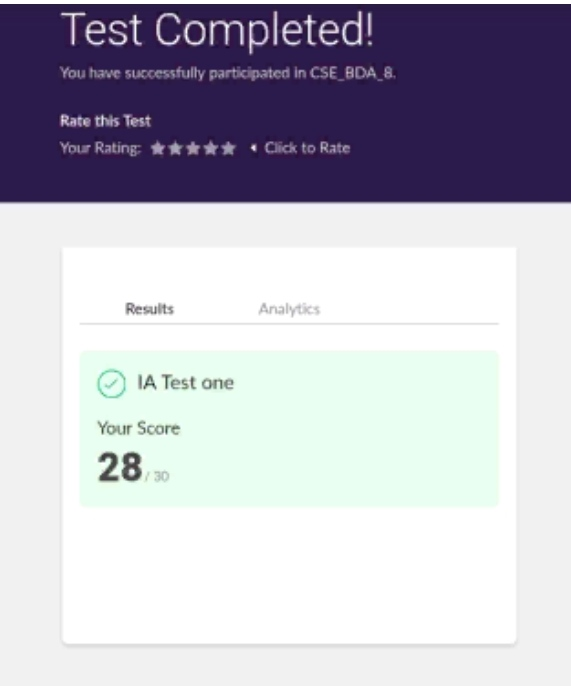 Test Completed!
You have successfully participated in CSE_BDA_8.
Rate this Test
Your Rating: ★★★★★ ◂ Click to Rate
Results Analytics
IA Test one
Your Score
28 / 30